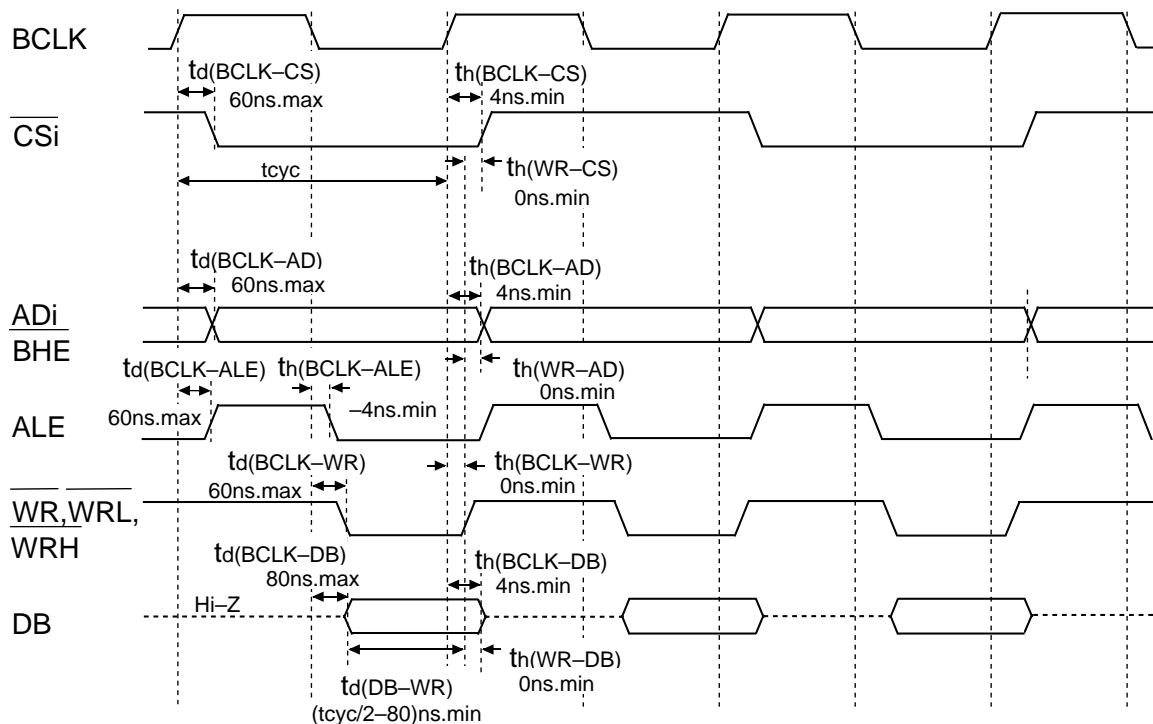 BCLK
td(BCLK–CS)
60ns.max
th(BCLK–CS)
4ns.min
CSi
tcyc
th(WR–CS)
0ns.min
td(BCLK–AD)
60ns.max
th(BCLK–AD)
4ns.min
ADi
BHE
td(BCLK–ALE)
th(BCLK–ALE)
th(WR–AD)
0ns.min
60ns.max
–4ns.min
ALE
td(BCLK–WR)
60ns.max
th(BCLK–WR)
0ns.min
WR,WRL,
WRH
td(BCLK–DB)
80ns.max
th(BCLK–DB)
4ns.min
Hi–Z
DB
th(WR–DB)
0ns.min
td(DB–WR)
(tcyc/2–80)ns.min